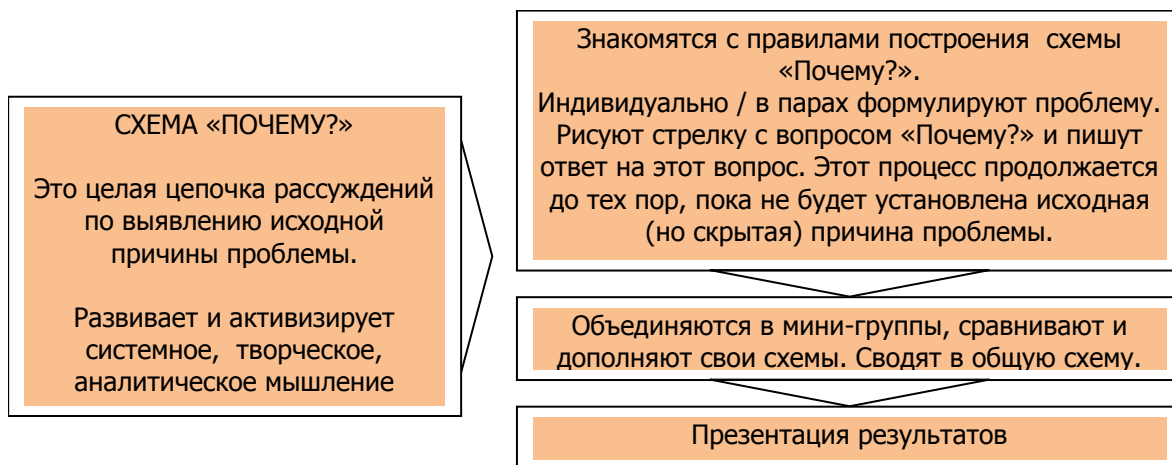 СХЕМА «ПОЧЕМУ?»
Это целая цепочка рассуждений
по выявлению исходной
причины проблемы.
Развивает и активизирует
системное, творческое,
аналитическое мышление
Знакомятся с правилами построения схемы
«Почему?».
Индивидуально / в парах формулируют проблему.
Рисуют стрелку с вопросом «Почему?» и пишут
ответ на этот вопрос. Этот процесс продолжается
до тех пор, пока не будет установлена исходная
(но скрытая) причина проблемы.
Объединяются в мини-группы, сравнивают и
дополняют свои схемы. Сводят в общую схему.
Презентация результатов